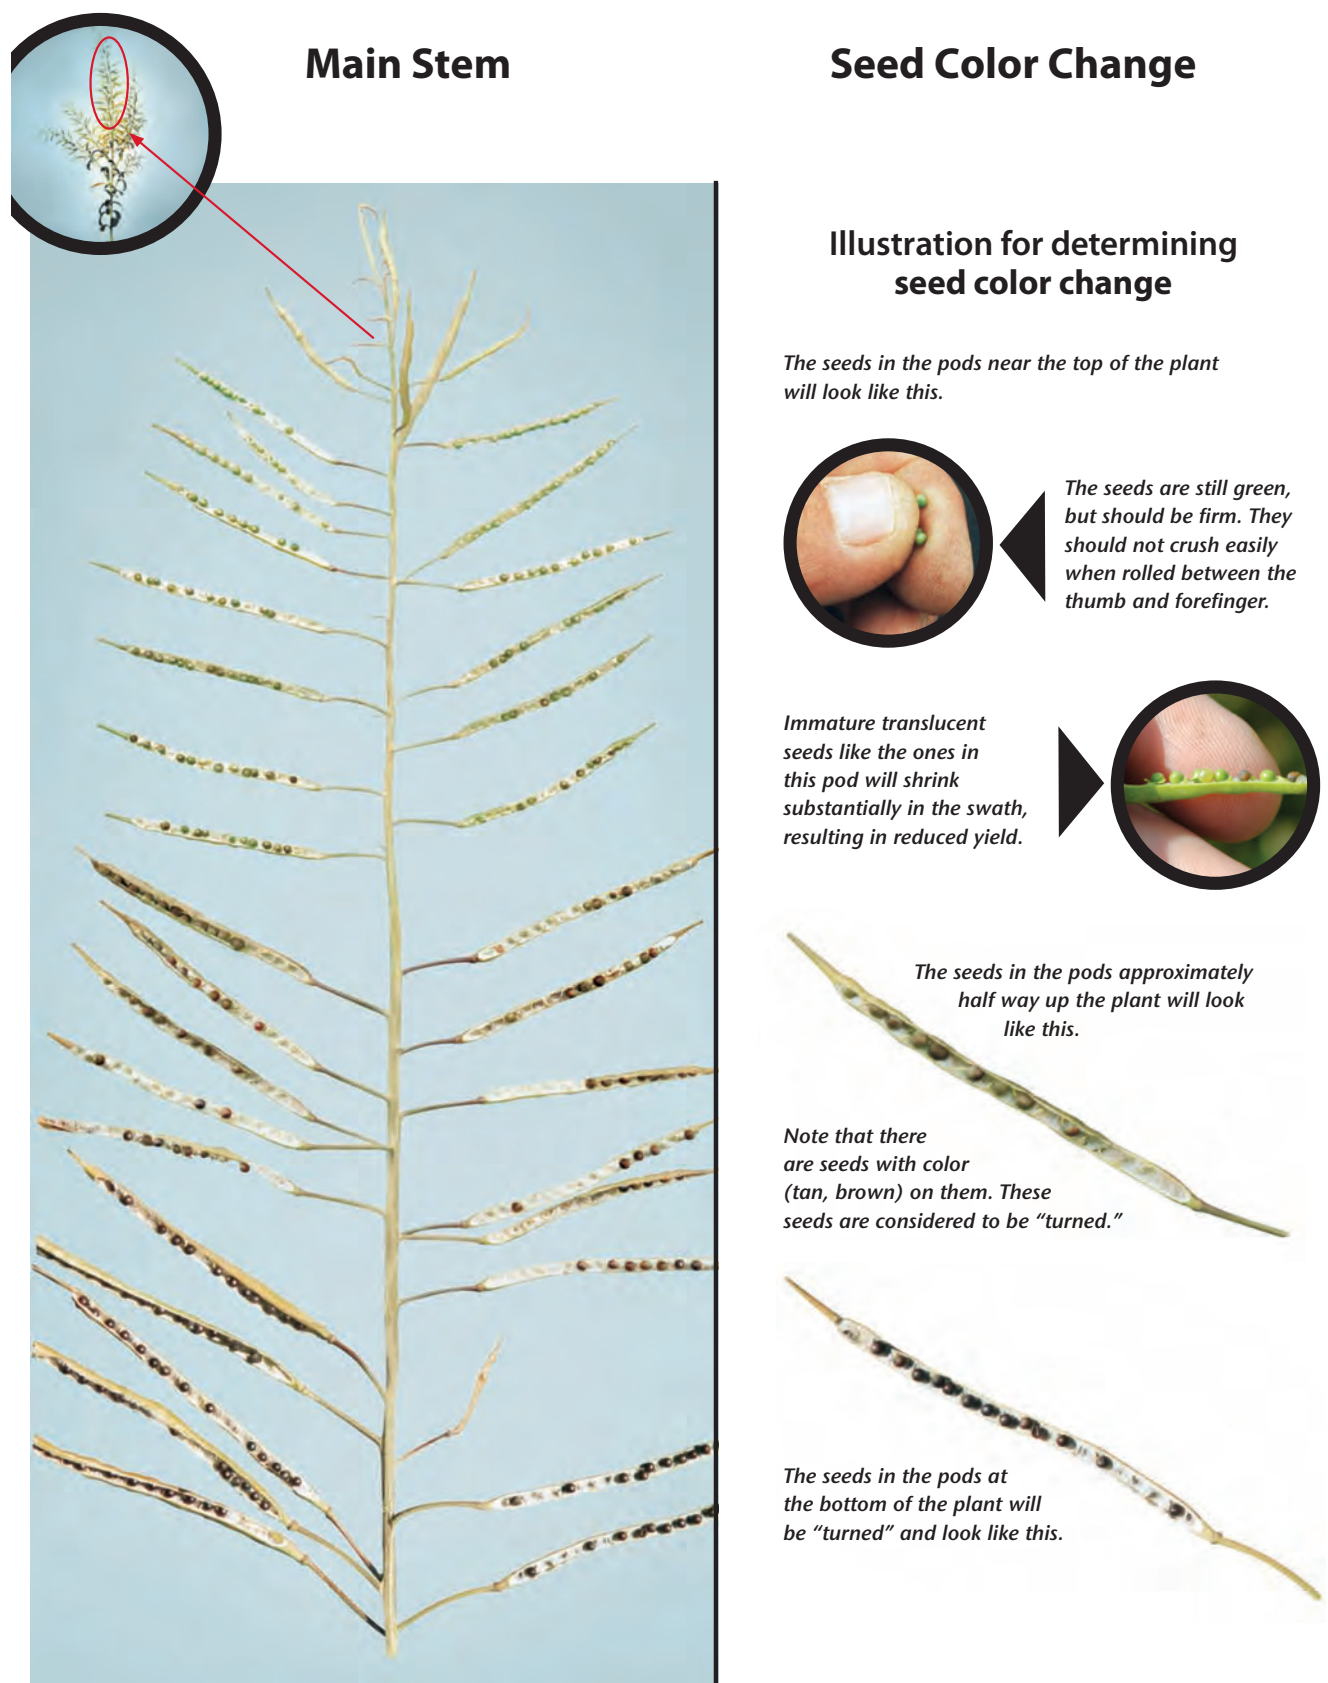 Main Stem
Seed Color Change
Illustration for determining
seed color change
The seeds in the pods near the top of the plant
will look like this.
The seeds are still green,
but should be firm. They
should not crush easily
when rolled between the
thumb and forefinger.
Immature translucent
seeds like the ones in
this pod will shrink
substantially in the swath,
resulting in reduced yield.
The seeds in the pods approximately
half way up the plant will look
like this.
Note that there
are seeds with color
(tan, brown) on them. These
seeds are considered to be “turned.”
The seeds in the pods at
the bottom of the plant will
be “turned” and look like this.